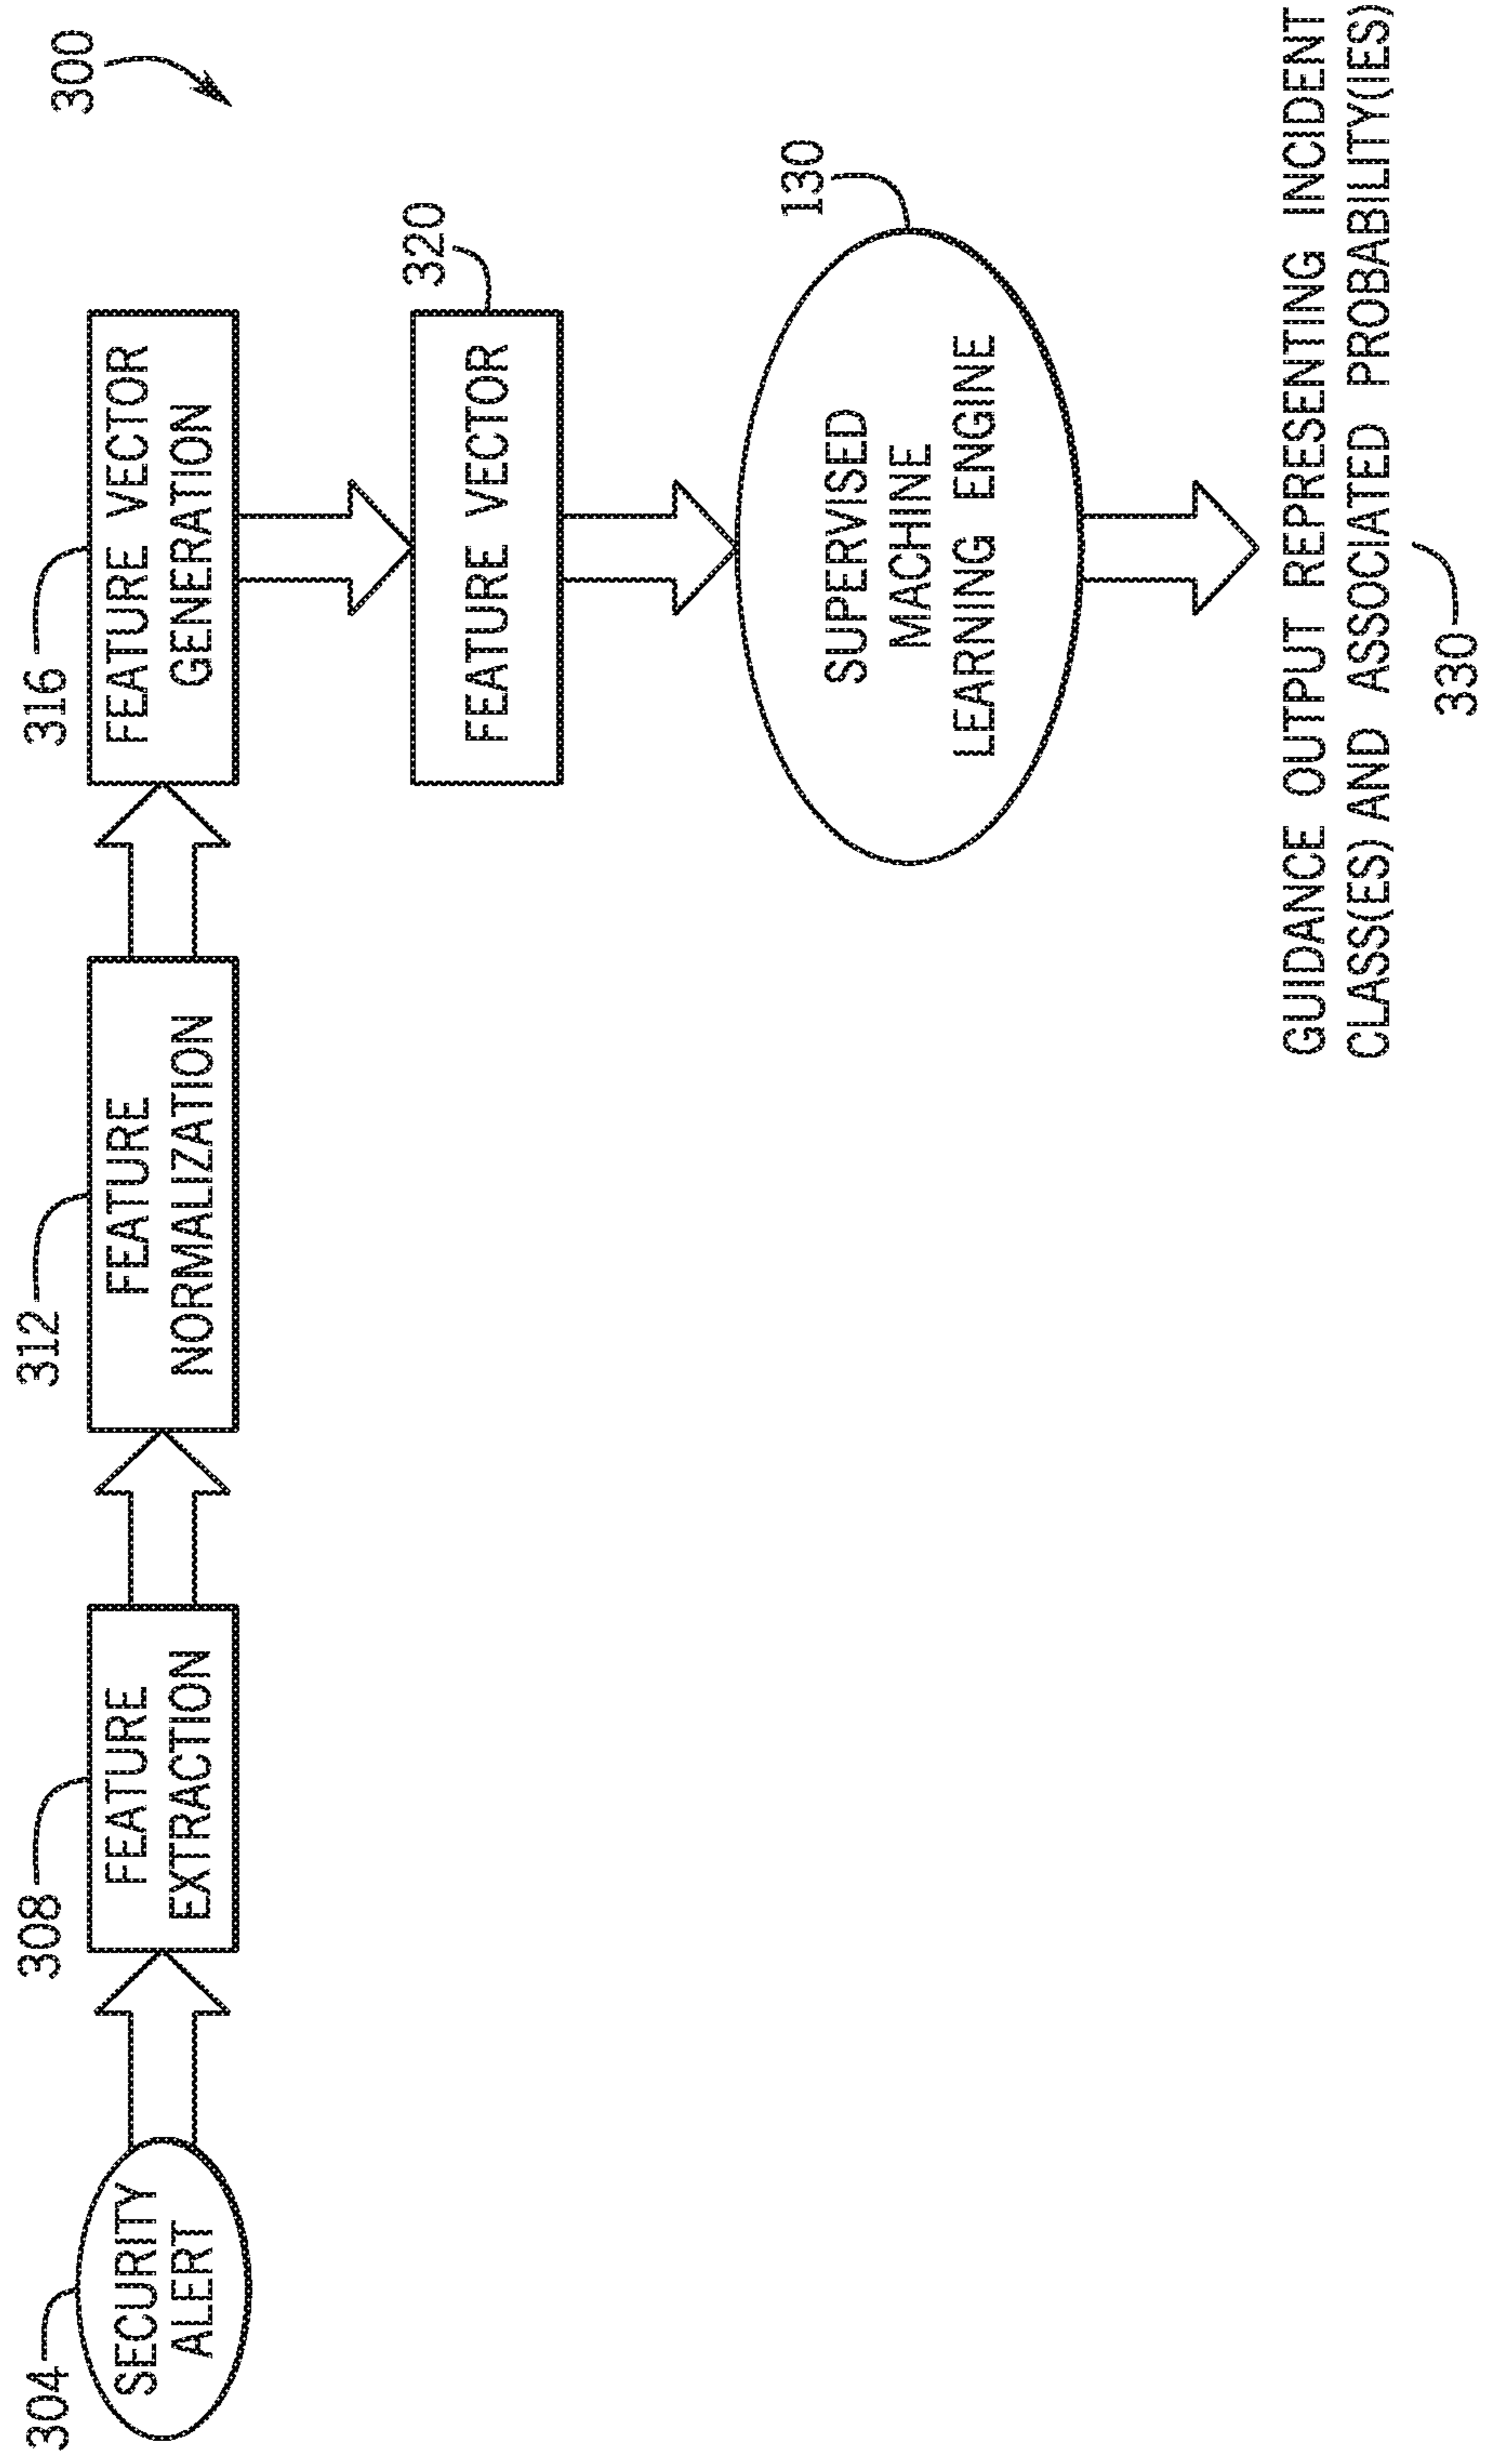 300
304
SECURITY
ALERT
308
FEATURE
EXTRACTION
312
FEATURE
NORMALIZATION
316
FEATURE VECTOR
GENERATION
320
FEATURE VECTOR
130
SUPERVISED
MACHINE
LEARNING ENGINE
GUIDANCE OUTPUT REPRESENTING INCIDENT
CLASS(ES) AND ASSOCIATED PROBABILITY(IES)
330